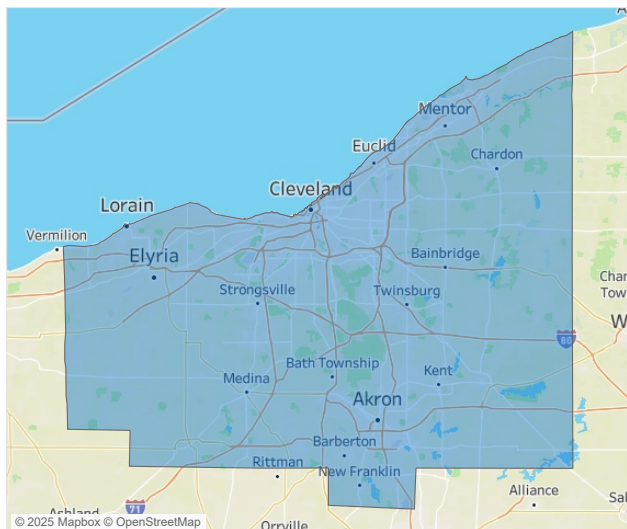 Mentor
Euclid
Chardon
Cleveland
Lorain
Vermilion
Elyria
Bainbridge
Strongsville
Twinsburg
80
Bath Township
Kent
Medina
Akron
Barberton
Rittman
New Franklin
Alliance
71
Ashland
Orrville
© 2025 Mapbox © OpenStreetMap